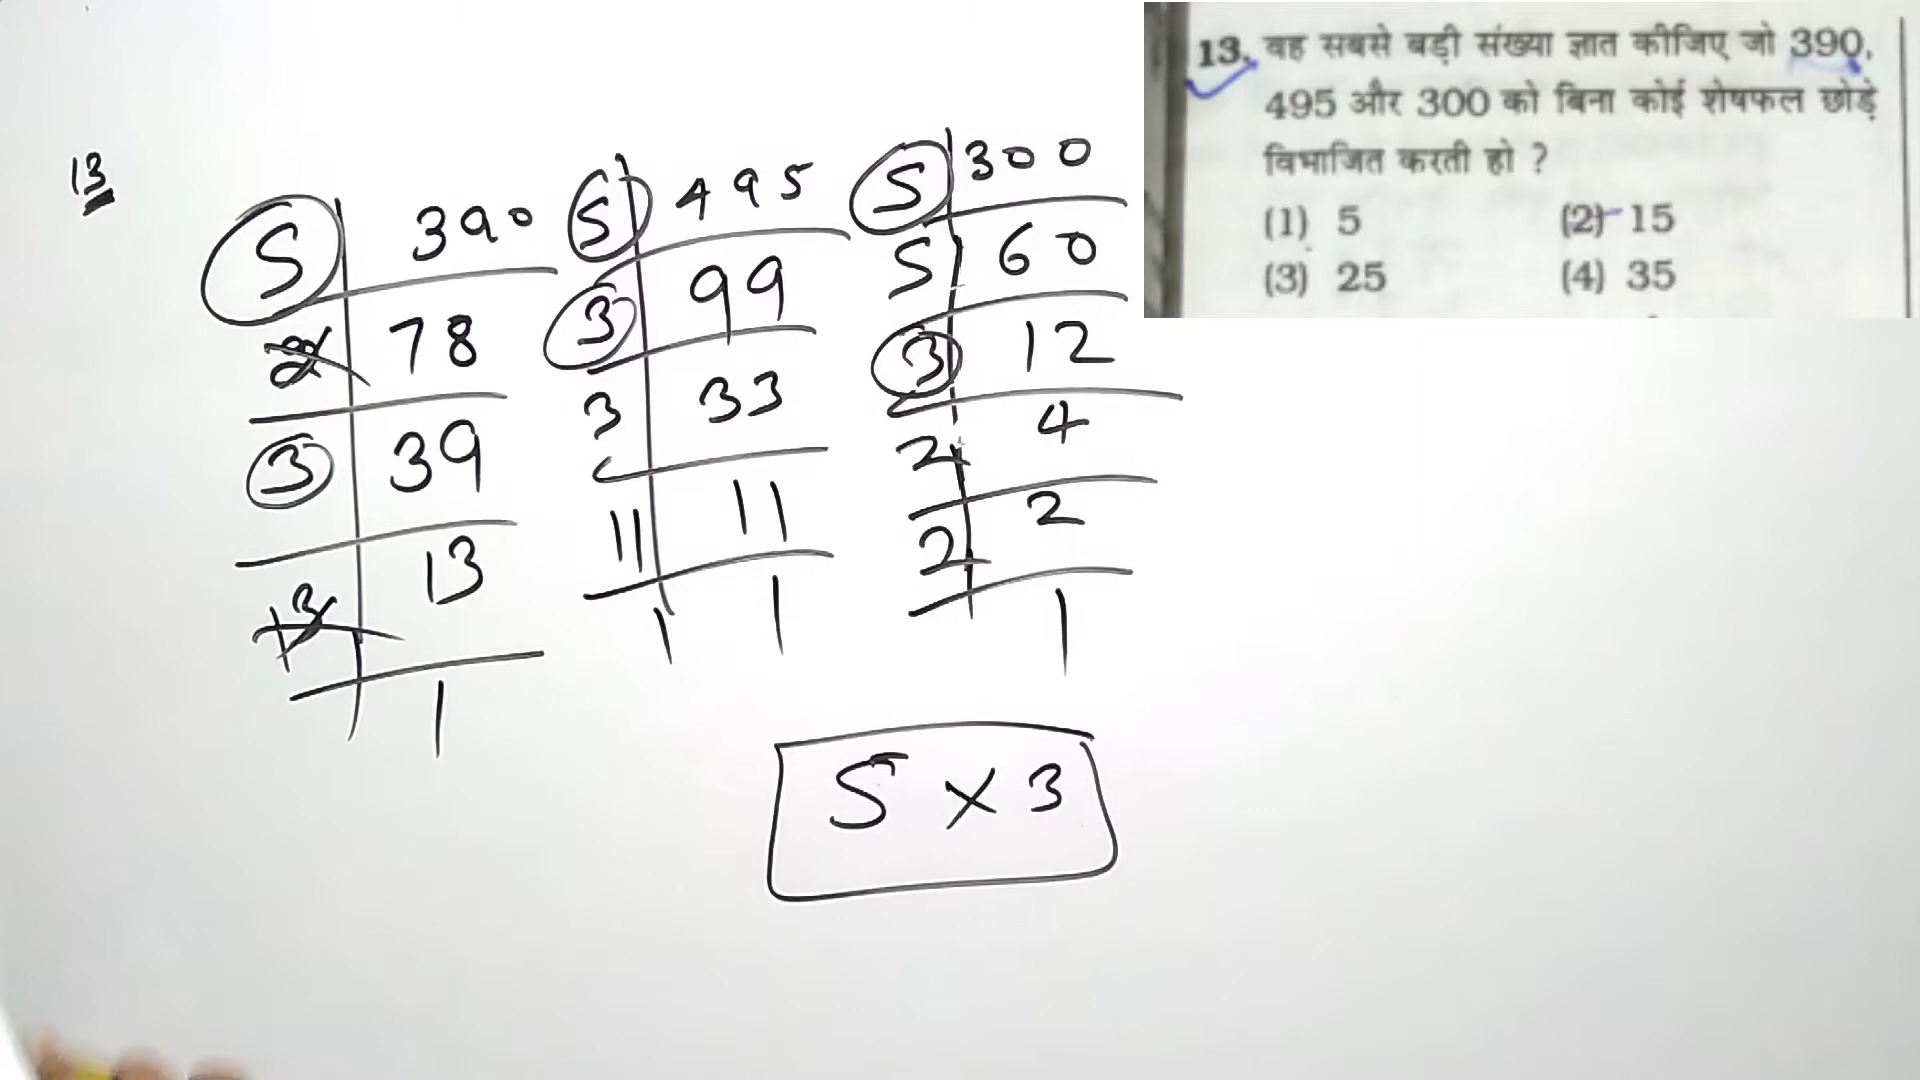 13. वह सबसे बड़ी संख्या ज्ञात कीजिए जो 390,
495 और 300 को बिना कोई शेषफल छोड़े
विभाजित करती हो ?
(1) 5 (2) 15
(3) 25 (4) 35
13
5 390
2 78
3 39
13 13
1
5 495
3 99
3 33
11 11
1 1
5 300
5 60
3 12
2 4
2 2
1
5 × 3